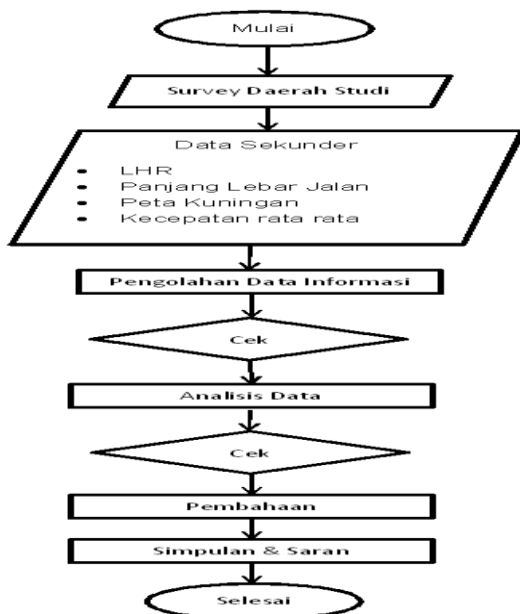 Mulai
Survey Daerah Studi
Data Sekunder
• LHR
• Panjang Lebar Jalan
• Peta Kuningan
• Kecepatan rata rata
Pengolahan Data Informasi
Cek
Analisis Data
Cek
Pembahaan
Simpulan & Saran
Selesai